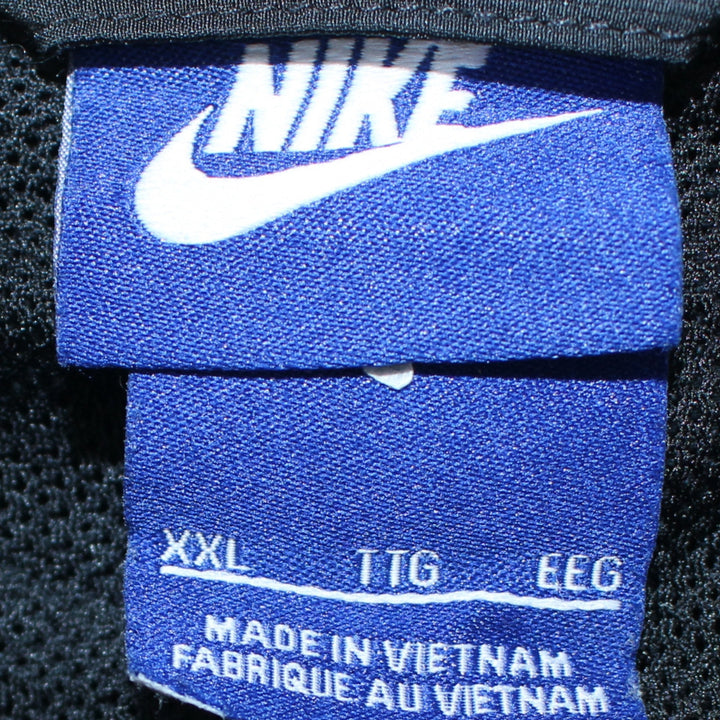 NIKE
XXL TTG EEG
MADE IN VIETNAM
FABRIQUE AU VIETNAM